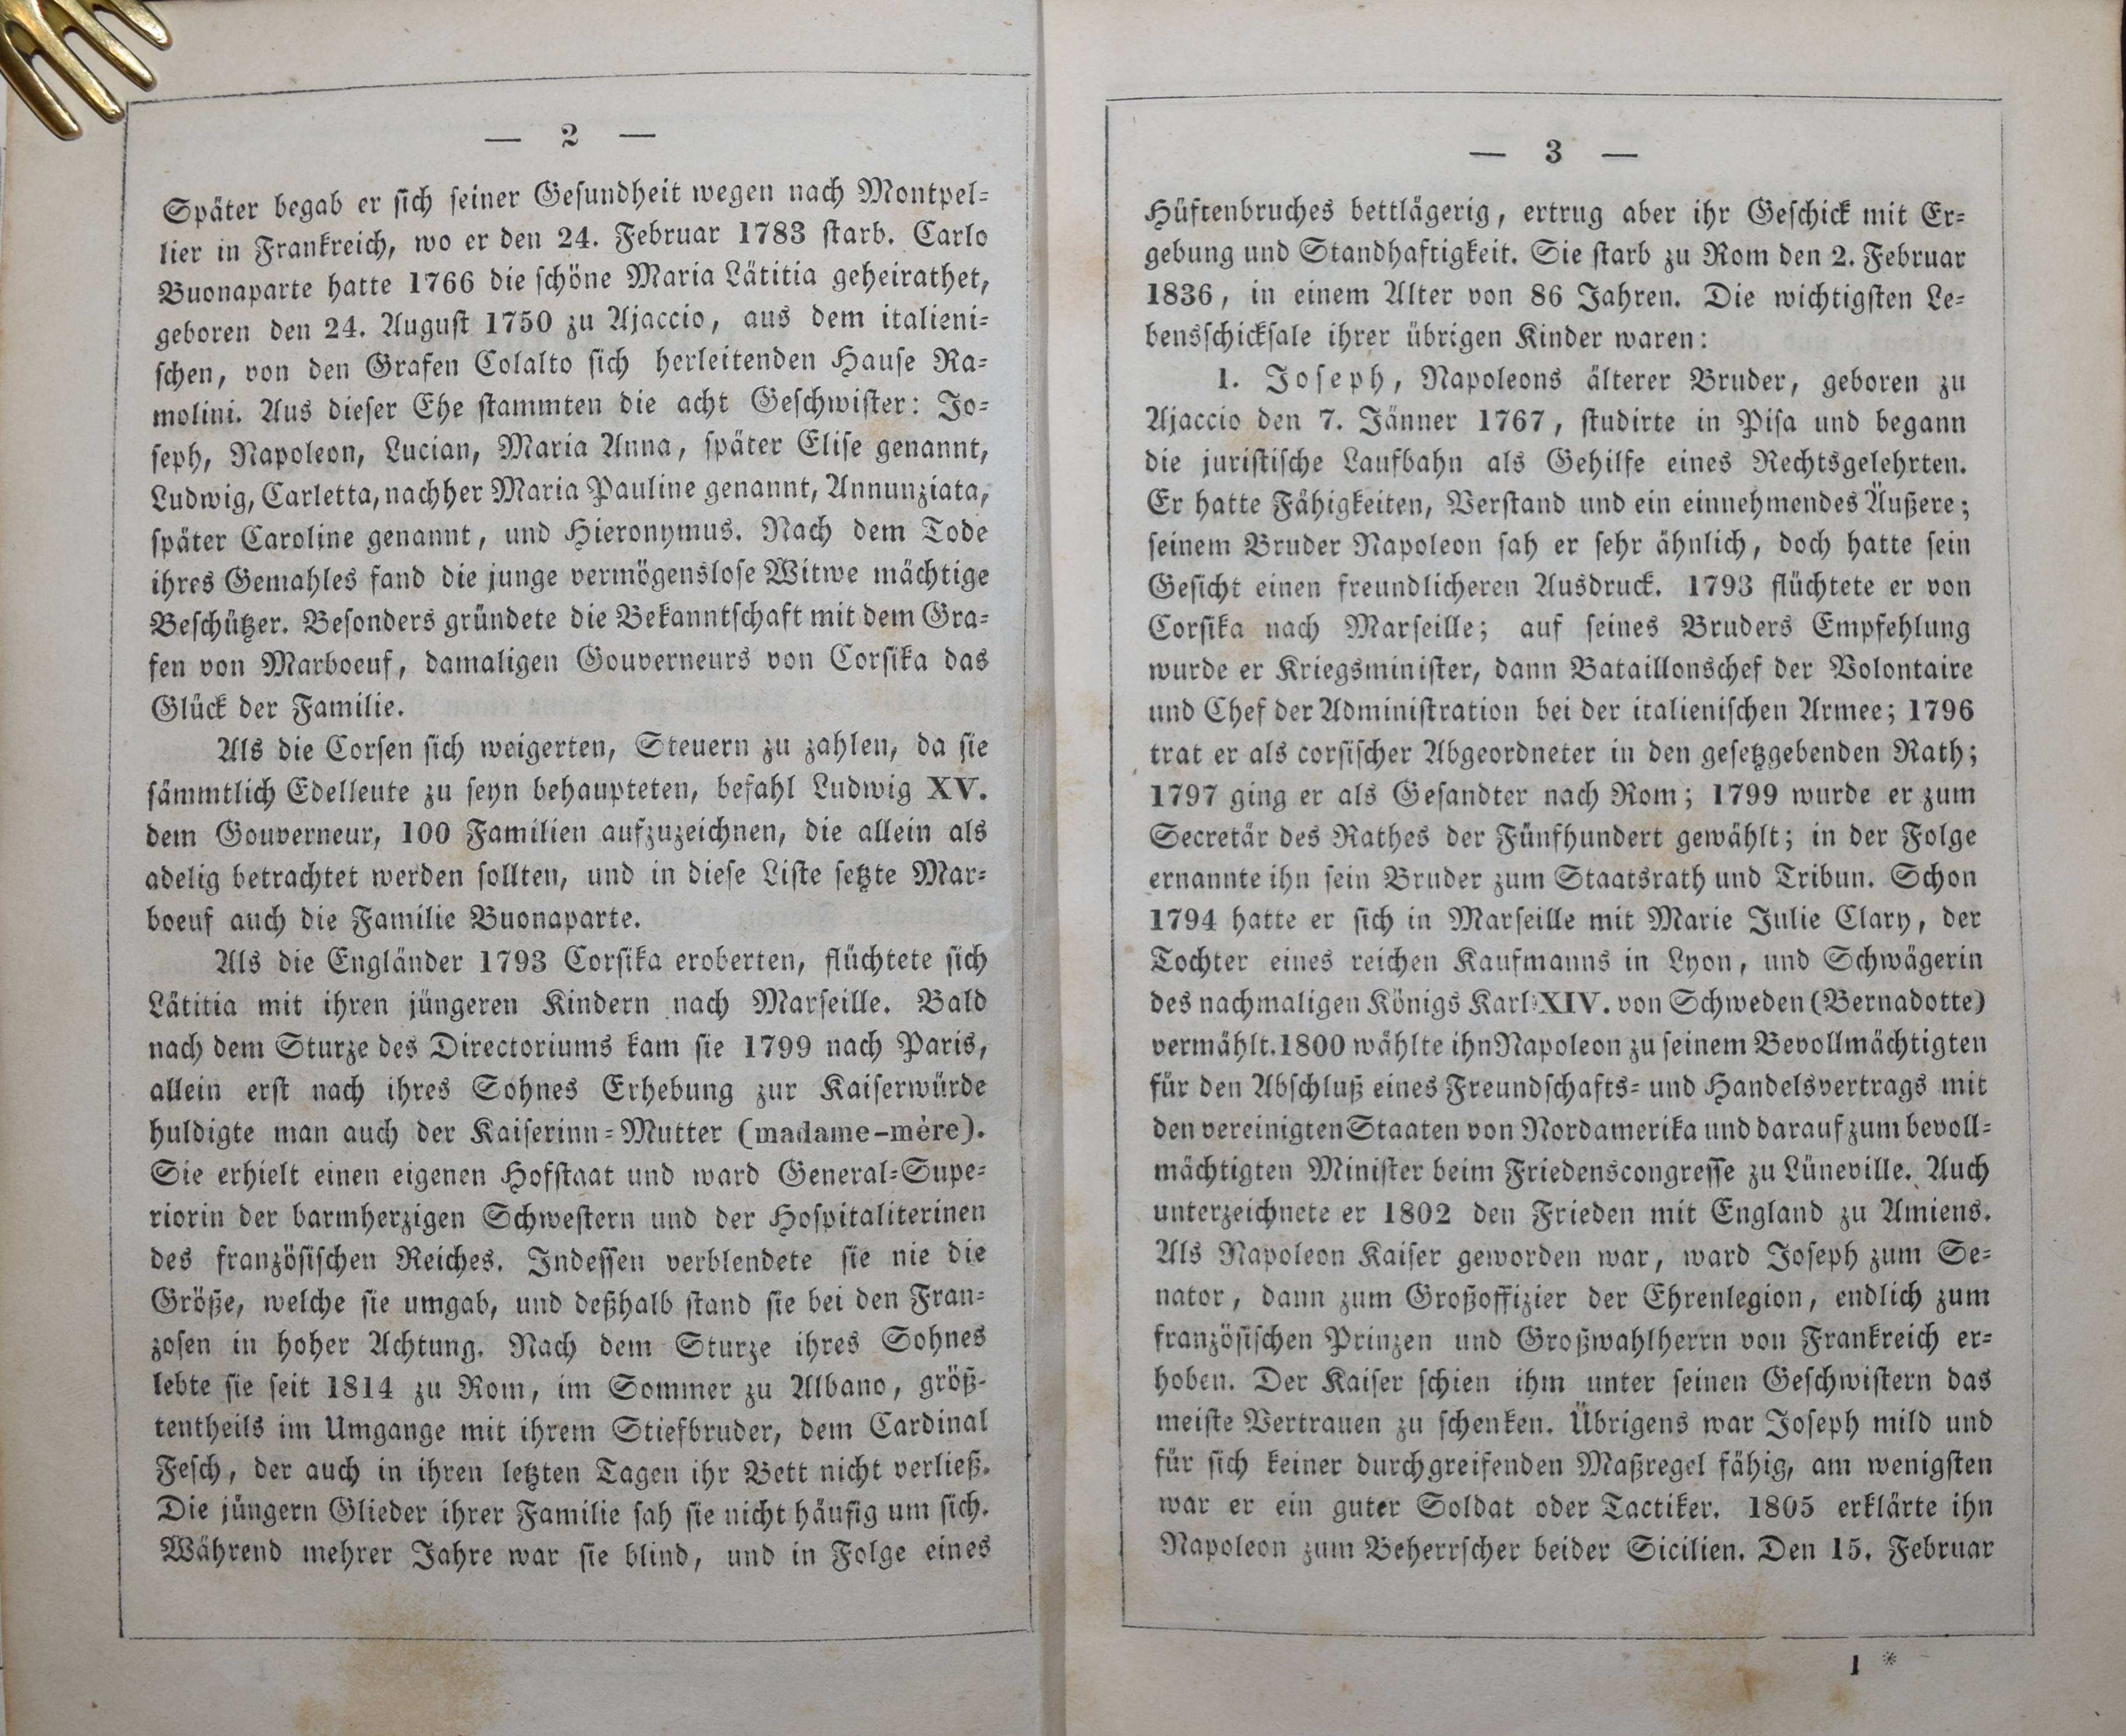 — 2 —
Später begab er sich seiner Gesundheit wegen nach Montpel=
lier in Frankreich, wo er den 24. Februar 1783 starb. Carlo
Buonaparte hatte 1766 die schöne Maria Lätitia geheirathet,
geboren den 24. August 1750 zu Ajaccio, aus dem italieni=
schen, von den Grafen Colalto sich herleitenden Hause Ra=
molini. Aus dieser Ehe stammten die acht Geschwister: Jo=
seph, Napoleon, Lucian, Maria Anna, später Elise genannt,
Ludwig, Carletta, nachher Maria Pauline genannt, Annunziata,
später Caroline genannt, und Hieronymus. Nach dem Tode
ihres Gemahles fand die junge vermögenslose Witwe mächtige
Beschützer. Besonders gründete die Bekanntschaft mit dem Gra=
fen von Marboeuf, damaligen Gouverneurs von Corsika das
Glück der Familie.
Als die Corsen sich weigerten, Steuern zu zahlen, da sie
sämmtlich Edelleute zu seyn behaupteten, befahl Ludwig XV.
dem Gouverneur, 100 Familien aufzuzeichnen, die allein als
adelig betrachtet werden sollten, und in diese Liste setzte Mar=
boeuf auch die Familie Buonaparte.
Als die Engländer 1793 Corsika eroberten, flüchtete sich
Lätitia mit ihren jüngeren Kindern nach Marseille. Bald
nach dem Sturze des Directoriums kam sie 1799 nach Paris,
allein erst nach ihres Sohnes Erhebung zur Kaiserwürde
huldigte man auch der Kaiserinn=Mutter (madame-mère).
Sie erhielt einen eigenen Hofstaat und ward General=Supe=
riorin der barmherzigen Schwestern und der Hospitaliterinen
des französischen Reiches. Indessen verblendete sie nie die
Größe, welche sie umgab, und deßhalb stand sie bei den Fran=
zosen in hoher Achtung. Nach dem Sturze ihres Sohnes
lebte sie seit 1814 zu Rom, im Sommer zu Albano, größ=
tentheils im Umgange mit ihrem Stiefbruder, dem Cardinal
Fesch, der auch in ihren letzten Tagen ihr Bett nicht verließ.
Die jüngern Glieder ihrer Familie sah sie nicht häufig um sich.
Während mehrer Jahre war sie blind, und in Folge eines
— 3 —
Hüftenbruches bettlägerig, ertrug aber ihr Geschick mit Er=
gebung und Standhaftigkeit. Sie starb zu Rom den 2. Februar
1836, in einem Alter von 86 Jahren. Die wichtigsten Le=
bensschicksale ihrer übrigen Kinder waren:
1. Joseph, Napoleons älterer Bruder, geboren zu
Ajaccio den 7. Jänner 1767, studirte in Pisa und begann
die juristische Laufbahn als Gehilfe eines Rechtsgelehrten.
Er hatte Fähigkeiten, Verstand und ein einnehmendes Äußere;
seinem Bruder Napoleon sah er sehr ähnlich, doch hatte sein
Gesicht einen freundlicheren Ausdruck. 1793 flüchtete er von
Corsika nach Marseille; auf seines Bruders Empfehlung
wurde er Kriegsminister, dann Bataillonschef der Volontaire
und Chef der Administration bei der italienischen Armee; 1796
trat er als corsischer Abgeordneter in den gesetzgebenden Rath;
1797 ging er als Gesandter nach Rom; 1799 wurde er zum
Secretär des Rathes der Fünfhundert gewählt; in der Folge
ernannte ihn sein Bruder zum Staatsrath und Tribun. Schon
1794 hatte er sich in Marseille mit Marie Julie Clary, der
Tochter eines reichen Kaufmanns in Lyon, und Schwägerin
des nachmaligen Königs Karl XIV. von Schweden (Bernadotte)
vermählt. 1800 wählte ihn Napoleon zu seinem Bevollmächtigten
für den Abschluß eines Freundschafts= und Handelsvertrags mit
den vereinigten Staaten von Nordamerika und darauf zum bevoll=
mächtigten Minister beim Friedenscongresse zu Lüneville. Auch
unterzeichnete er 1802 den Frieden mit England zu Amiens.
Als Napoleon Kaiser geworden war, ward Joseph zum Se=
nator, dann zum Großoffizier der Ehrenlegion, endlich zum
französischen Prinzen und Großwahlherrn von Frankreich er=
hoben. Der Kaiser schien ihm unter seinen Geschwistern das
meiste Vertrauen zu schenken. Übrigens war Joseph mild und
für sich keiner durchgreifenden Maßregel fähig, am wenigsten
war er ein guter Soldat oder Tactiker. 1805 erklärte ihn
Napoleon zum Beherrscher beider Sicilien. Den 15. Februar
1 *